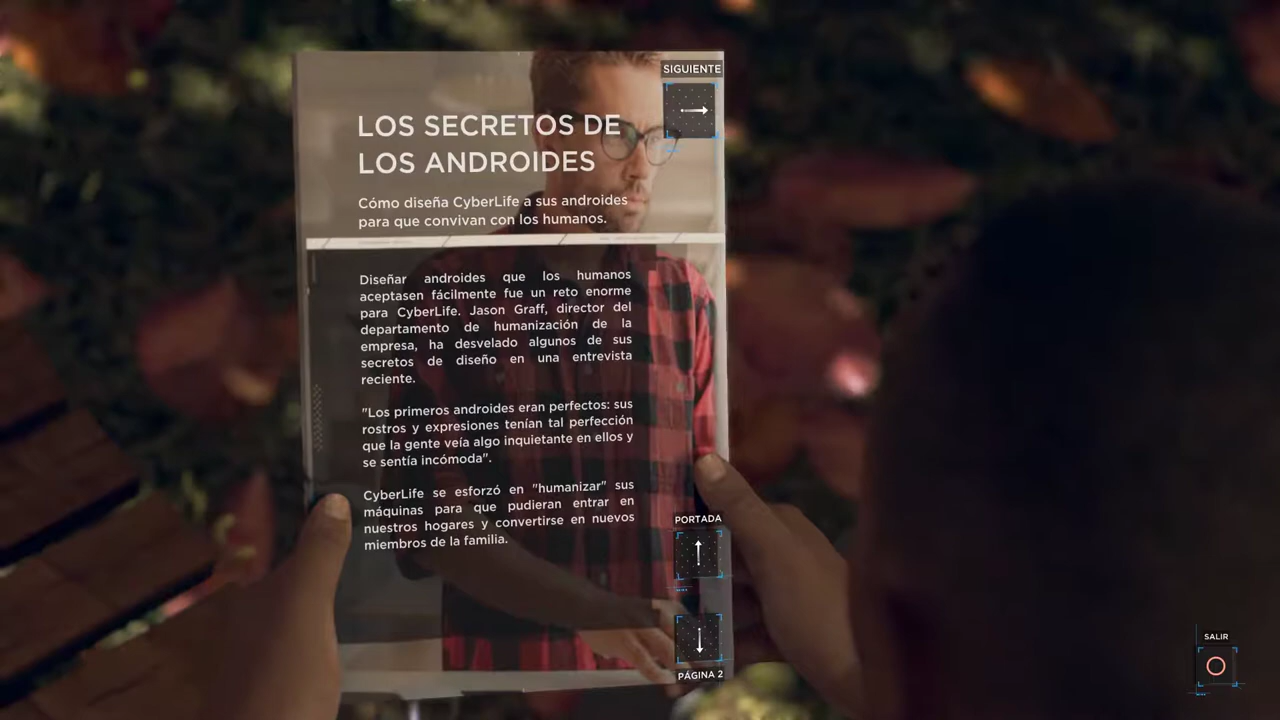 SIGUIENTE
LOS SECRETOS DE
LOS ANDROIDES
Cómo diseña CyberLife a sus androides
para que convivan con los humanos.
Diseñar androides que los humanos
aceptasen fácilmente fue un reto enorme
para CyberLife. Jason Graff, director del
departamento de humanización de la
empresa, ha desvelado algunos de sus
secretos de diseño en una entrevista
reciente.
"Los primeros androides eran perfectos: sus
rostros y expresiones tenían tal perfección
que la gente veía algo inquietante en ellos y
se sentía incómoda".
CyberLife se esforzó en "humanizar" sus
máquinas para que pudieran entrar en
nuestros hogares y convertirse en nuevos
miembros de la familia.
PORTADA
PÁGINA 2
SALIR